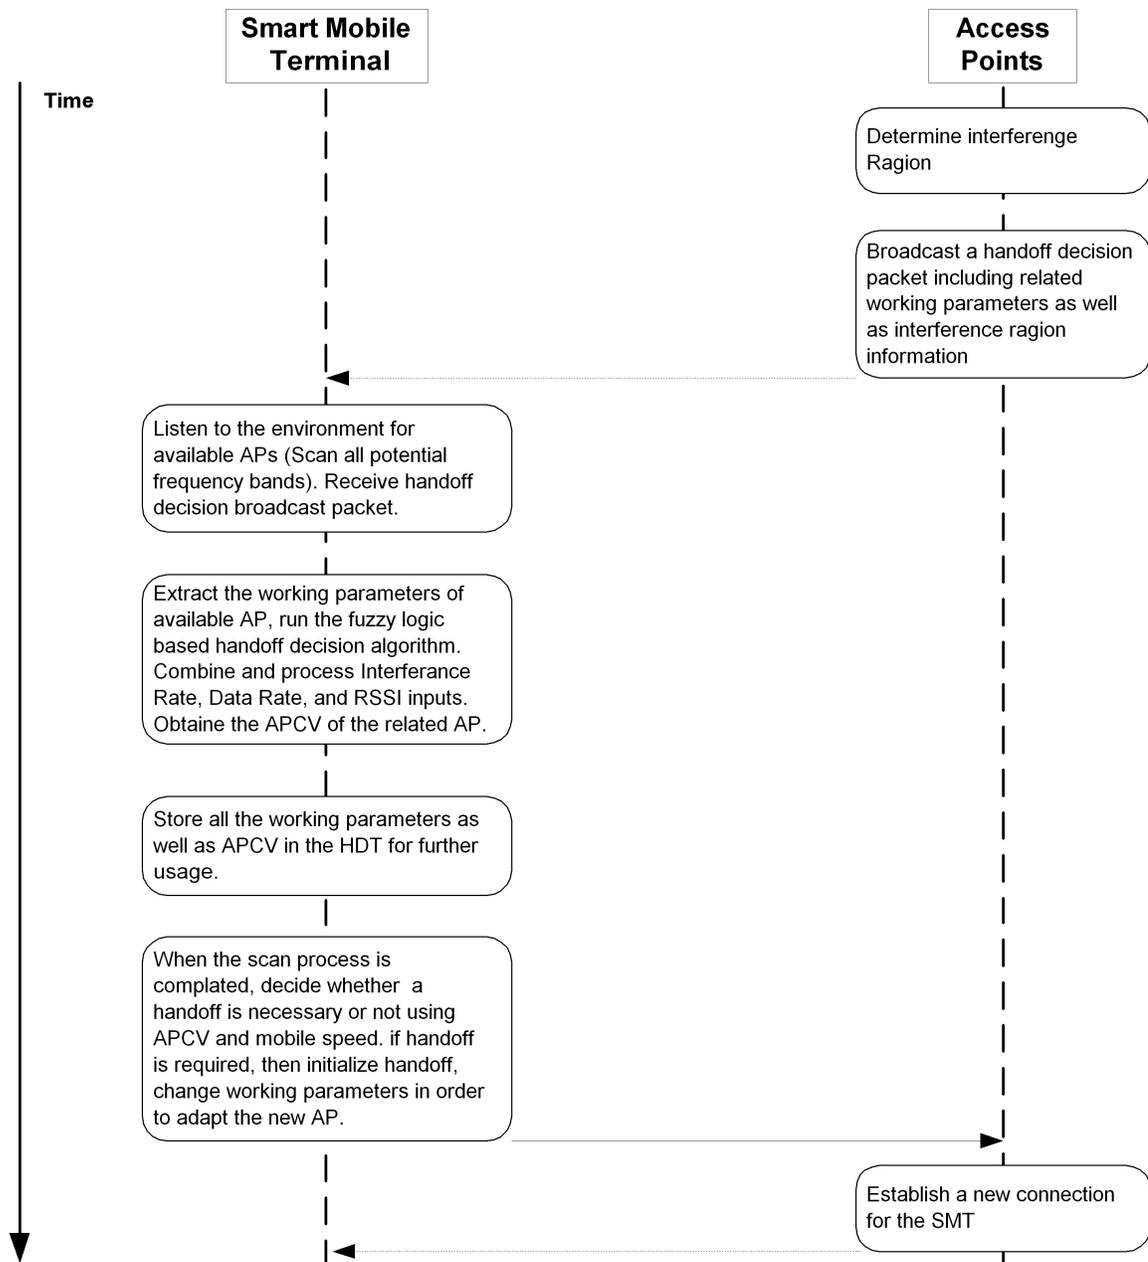 Smart Mobile
Terminal
Access
Points
Time
Determine interferenge
Ragion
Broadcast a handoff decision
packet including related
working parameters as well
as interference ragion
information
Listen to the environment for
available APs (Scan all potential
frequency bands). Receive handoff
decision broadcast packet.
Extract the working parameters of
available AP, run the fuzzy logic
based handoff decision algorithm.
Combine and process Interferance
Rate, Data Rate, and RSSI inputs.
Obtaine the APCV of the related AP.
Store all the working parameters as
well as APCV in the HDT for further
usage.
When the scan process is
complated, decide whether  a
handoff is necessary or not using
APCV and mobile speed. if handoff
is required, then initialize handoff,
change working parameters in order
to adapt the new AP.
Establish a new connection
for the SMT